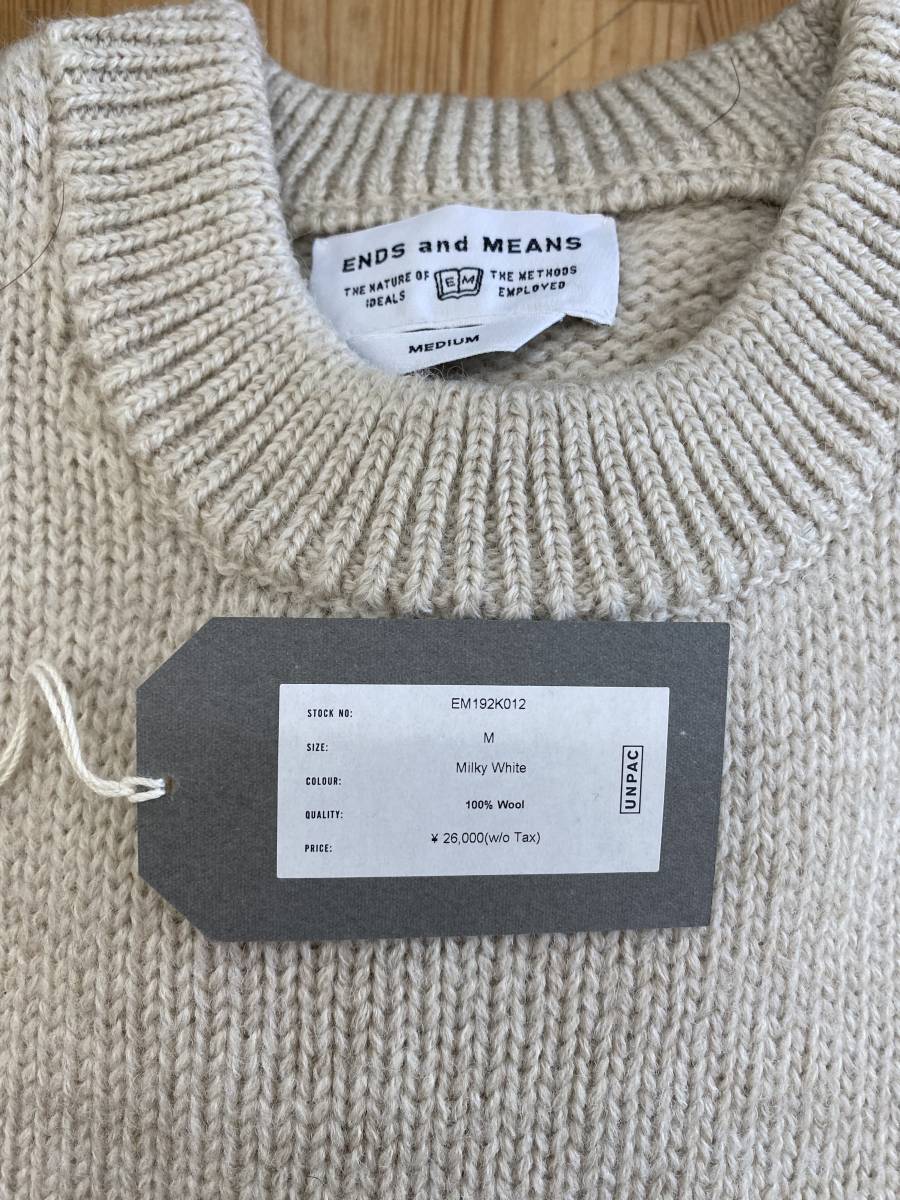 ENDS and MEANS
THE NATURE OF IDEALS
EM
THE METHODS EMPLOYED
MEDIUM
STOCK NO: EM192K012
SIZE: M
COLOUR: Milky White
QUALITY: 100% Wool
PRICE: ¥ 26,000(w/o Tax)
UNPAC